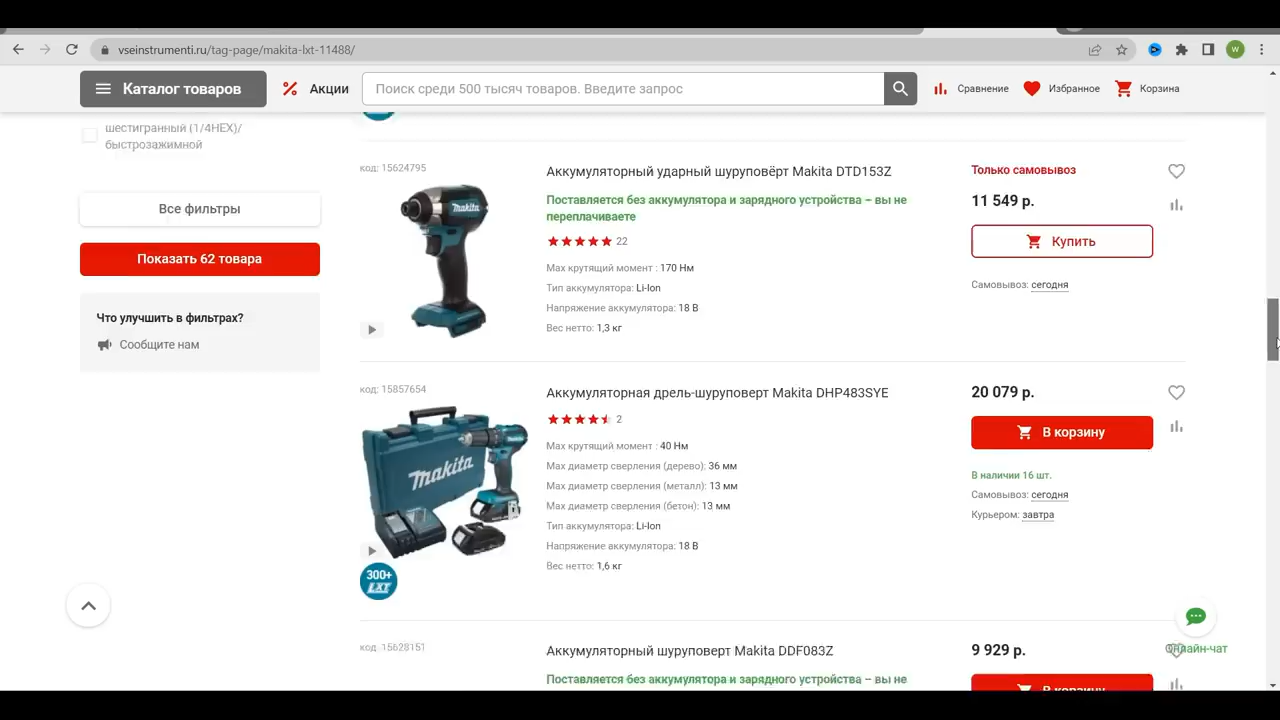 vseinstrumenti.ru/tag-page/makita-lxt-11488/
W
Каталог товаров
Акции
Поиск среди 500 тысяч товаров. Введите запрос
Сравнение
Избранное
Корзина
шестигранный (1/4HEX)/
быстрозажимной
Все фильтры
Показать 62 товара
Что улучшить в фильтрах?
Сообщите нам
код: 15624795
makita
Аккумуляторный ударный шуруповёрт Makita DTD153Z
Поставляется без аккумулятора и зарядного устройства – вы не
переплачиваете
22
Max крутящий момент : 170 Нм
Тип аккумулятора: Li-Ion
Напряжение аккумулятора: 18 В
Вес нетто: 1,3 кг
Только самовывоз
11 549 р.
Купить
Самовывоз: сегодня
код: 15857654
makita
300+
LXT
Аккумуляторная дрель-шуруповерт Makita DHP483SYE
2
Max крутящий момент : 40 Нм
Max диаметр сверления (дерево): 36 мм
Max диаметр сверления (металл): 13 мм
Max диаметр сверления (бетон): 13 мм
Тип аккумулятора: Li-Ion
Напряжение аккумулятора: 18 В
Вес нетто: 1,6 кг
20 079 р.
В корзину
В наличии 16 шт.
Самовывоз: сегодня
Курьером: завтра
код: 15628151
Аккумуляторный шуруповерт Makita DDF083Z
Поставляется без аккумулятора и зарядного устройства – вы не
9 929 р.
В корзину
Онлайн-чат